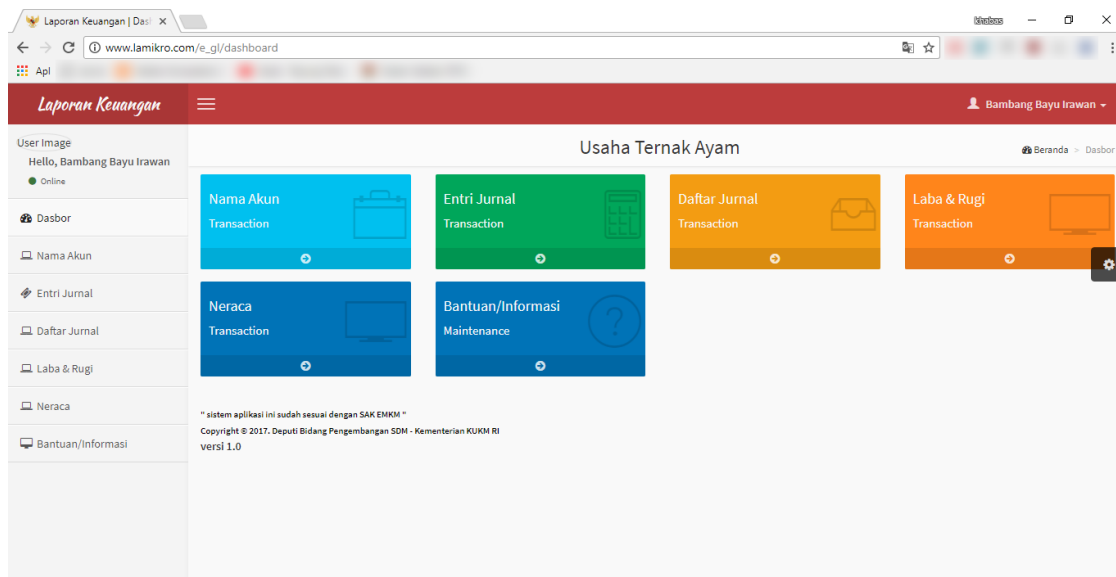 Laporan Keuangan | Das
khabas
www.lamikro.com/e_gl/dashboard
Apl
Laporan Keuangan
Bambang Bayu Irawan
User Image
Hello, Bambang Bayu Irawan
Online
Usaha Ternak Ayam
Beranda > Dasbor
Dasbor
Nama Akun
Entri Jurnal
Daftar Jurnal
Laba & Rugi
Neraca
Bantuan/Informasi
Nama Akun
Transaction
Entri Jurnal
Transaction
Daftar Jurnal
Transaction
Laba & Rugi
Transaction
Neraca
Transaction
Bantuan/Informasi
Maintenance
" sistem aplikasi ini sudah sesuai dengan SAK EMKM "
Copyright © 2017. Deputi Bidang Pengembangan SDM - Kementerian KUKM RI
versi 1.0